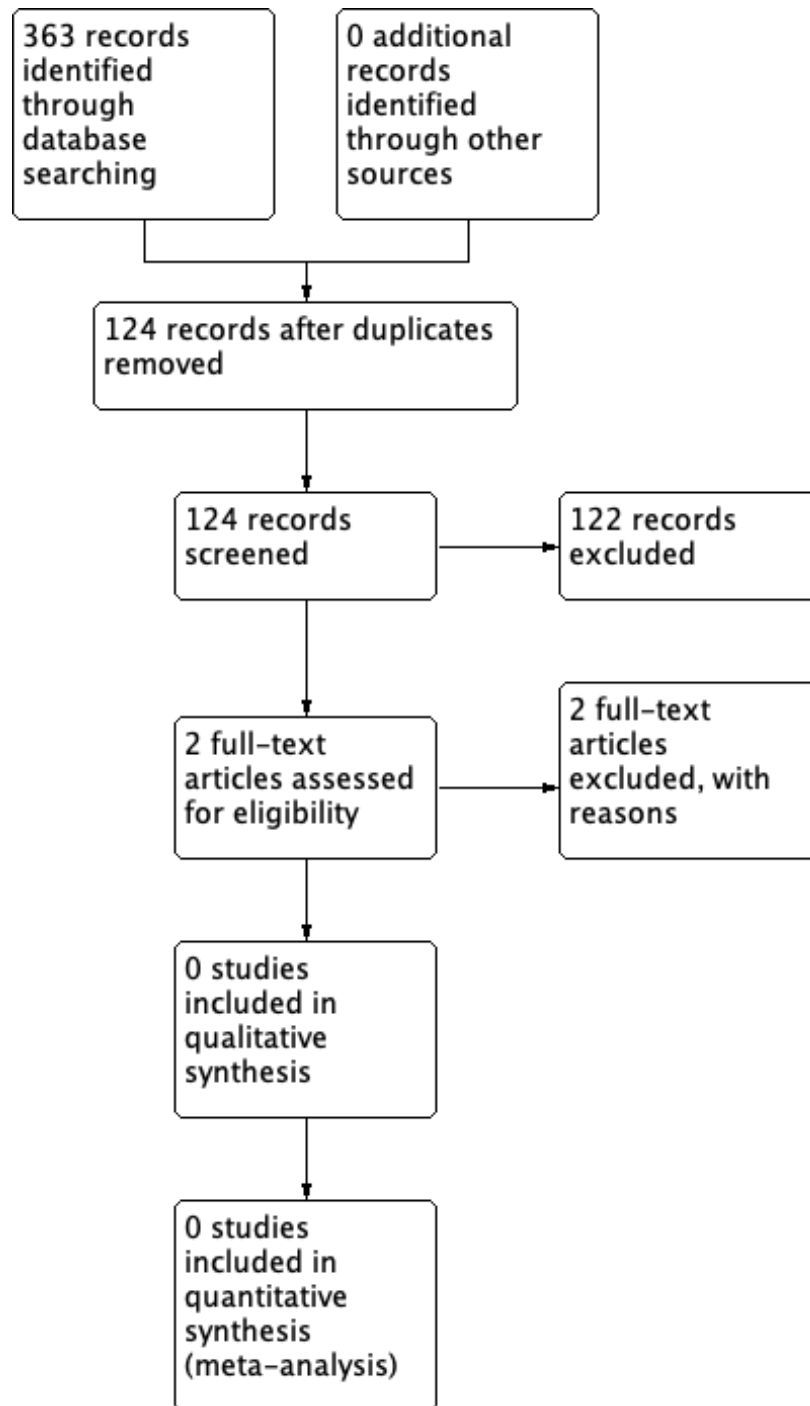 363 records
identified
through
database
searching
0 additional
records
identified
through other
sources
124 records after duplicates
removed
124 records
screened
122 records
excluded
2 full-text
articles assessed
for eligibility
2 full-text
articles
excluded, with
reasons
0 studies
included in
qualitative
synthesis
0 studies
included in
quantitative
synthesis
(meta-analysis)